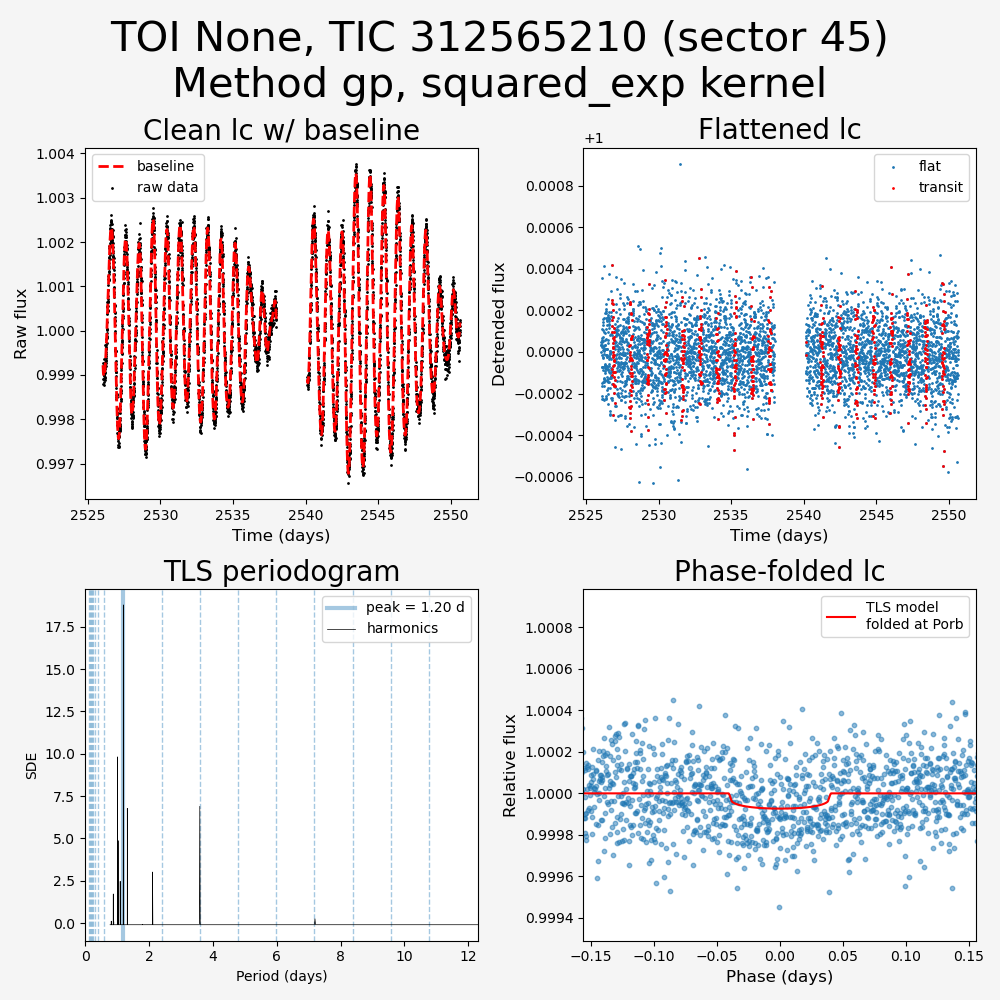 TOI None, TIC 312565210 (sector 45)
Method gp, squared_exp kernel
Clean lc w/ baseline
1.004
1.003
1.002
1.001
1.000
0.999
0.998
0.997
Raw flux
baseline
raw data
2525
2530
2535
2540
2545
2550
Time (days)
Flattened lc
+1
0.0008
0.0006
0.0004
0.0002
0.0000
−0.0002
−0.0004
−0.0006
Detrended flux
flat
transit
2525
2530
2535
2540
2545
2550
Time (days)
TLS periodogram
17.5
15.0
12.5
10.0
7.5
5.0
2.5
0.0
SDE
peak = 1.20 d
harmonics
0
2
4
6
8
10
12
Period (days)
Phase-folded lc
1.0008
1.0006
1.0004
1.0002
1.0000
0.9998
0.9996
0.9994
Relative flux
TLS model
folded at Porb
−0.15
−0.10
−0.05
0.00
0.05
0.10
0.15
Phase (days)